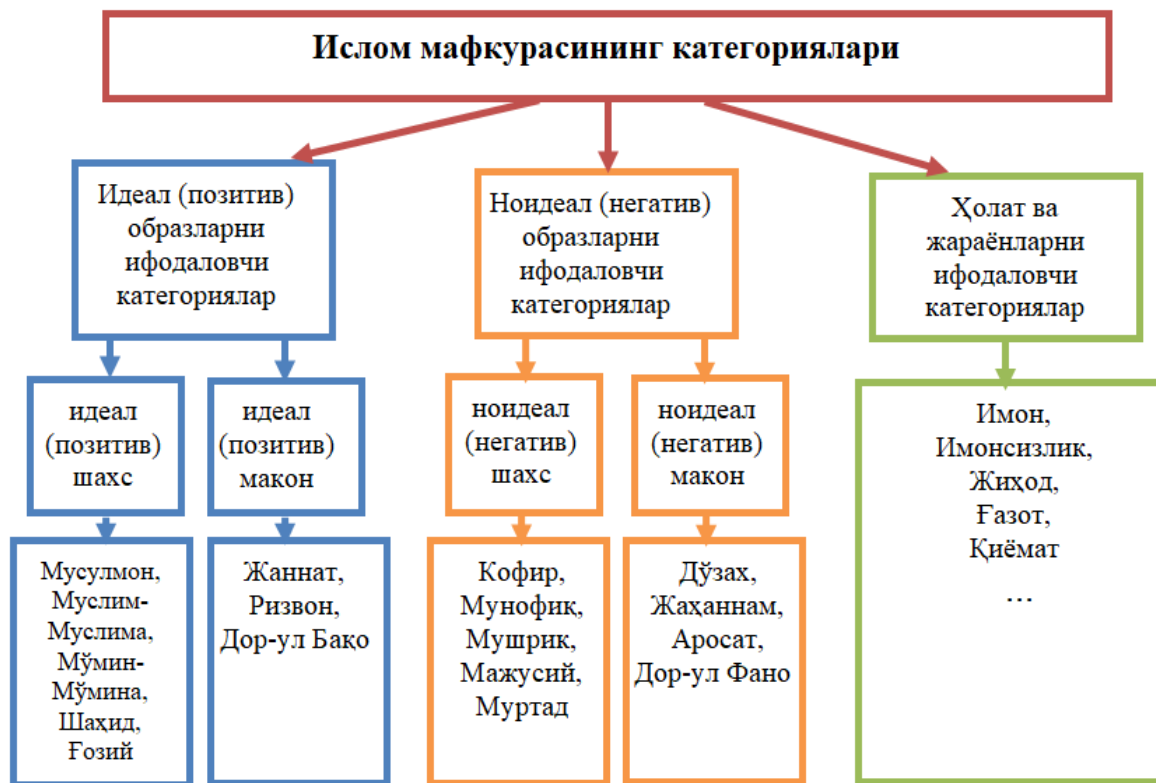 Ислом мафкурасининг категориялари
Идеал (позитив)
образларни
ифодаловчи
категориялар
Ноидеал (негатив)
образларни
ифодаловчи
категориялар
Ҳолат ва
жараёнларни
ифодаловчи
категориялар
идеал
(позитив)
шахс
идеал
(позитив)
макон
ноидеал
(негатив)
шахс
ноидеал
(негатив)
макон
Имон,
Имонсизлик,
Жиҳод,
Ғазот,
Қиёмат
…
Мусулмон,
Муслим-
Муслима,
Мўмин-
Мўмина,
Шаҳид,
Ғозий
Жаннат,
Ризвон,
Дор-ул Бақо
Кофир,
Мунофиқ,
Мушрик,
Мажусий,
Муртад
Дўзах,
Жаҳаннам,
Аросат,
Дор-ул Фано